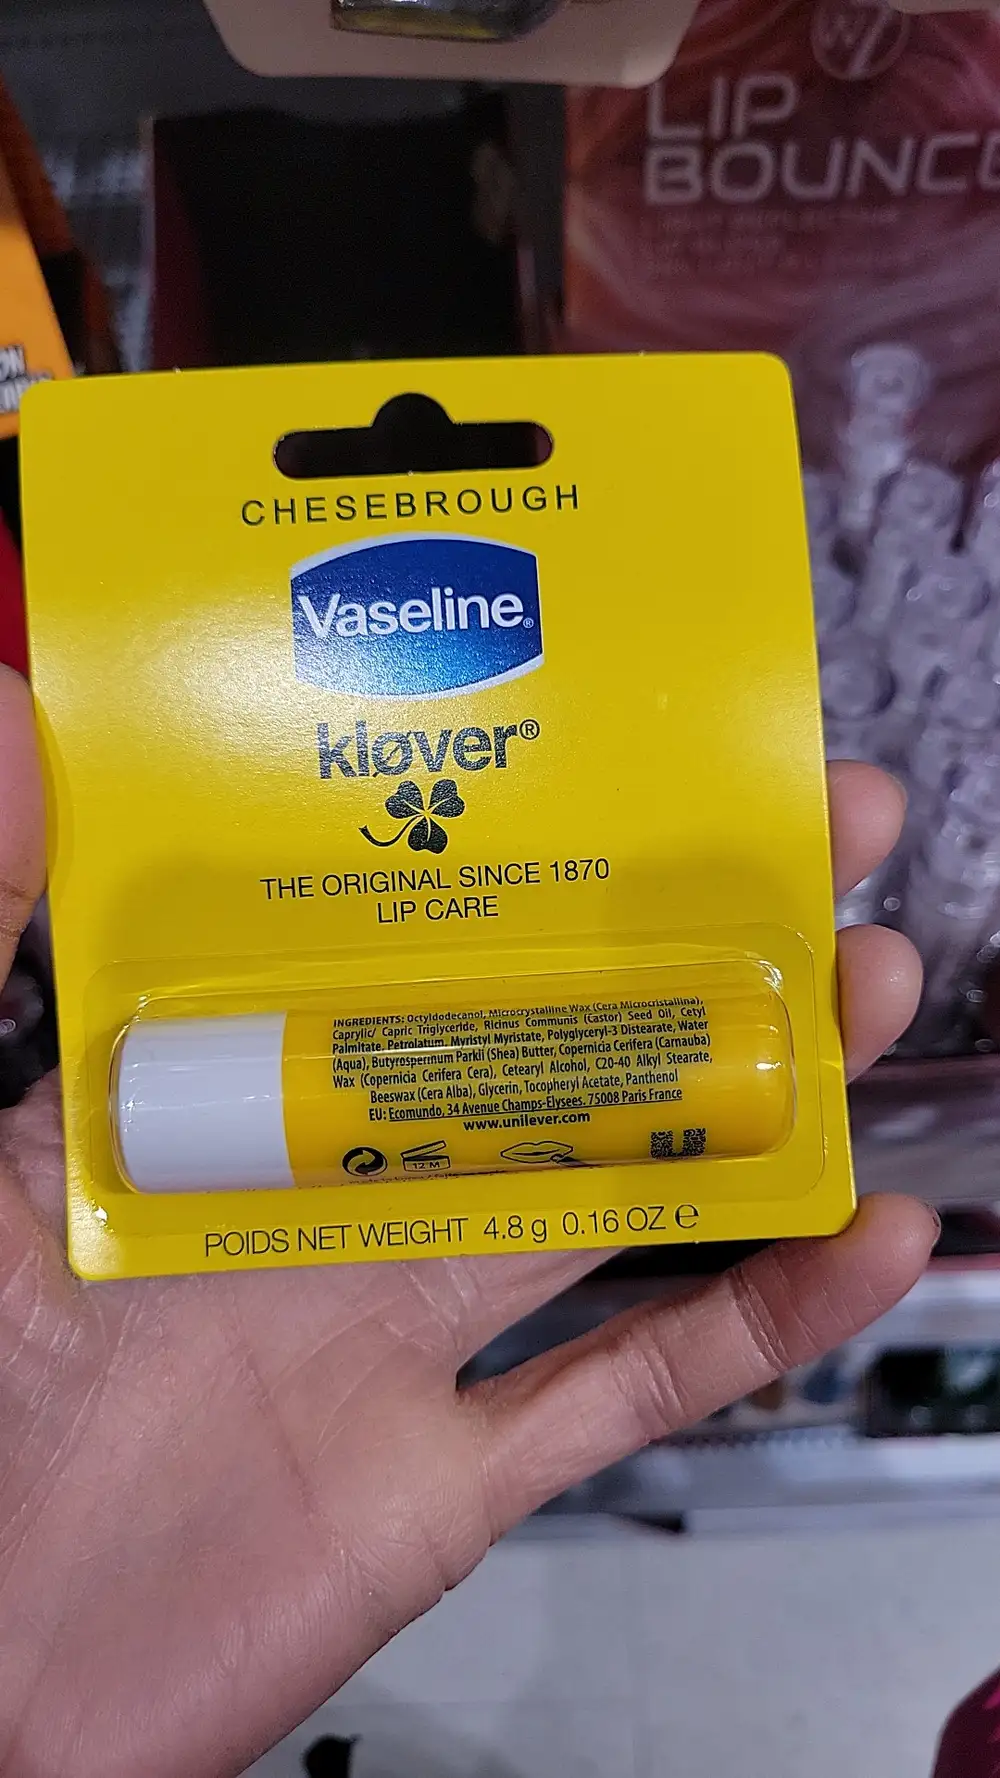 W7
LIP
BOUNCE
CHESEBROUGH
Vaseline®
kløver®
THE ORIGINAL SINCE 1870
LIP CARE
INGREDIENTS: Octyldodecanol, Microcrystalline Wax (Cera Microcristallina),
Caprylic/ Capric Triglyceride, Ricinus Communis (Castor) Seed Oil, Cetyl
Palmitate, Petrolatum, Myristyl Myristate, Polyglyceryl-3 Distearate, Water
(Aqua), Butyrospermum Parkii (Shea) Butter, Copernicia Cerifera (Carnauba)
Wax (Copernicia Cerifera Cera), Cetearyl Alcohol, C20-40 Alkyl Stearate,
Beeswax (Cera Alba), Glycerin, Tocopheryl Acetate, Panthenol
EU: Ecomundo, 34 Avenue Champs-Elysees. 75008 Paris France
www.unilever.com
12 M
POIDS NET WEIGHT 4.8 g 0.16 OZ ℮